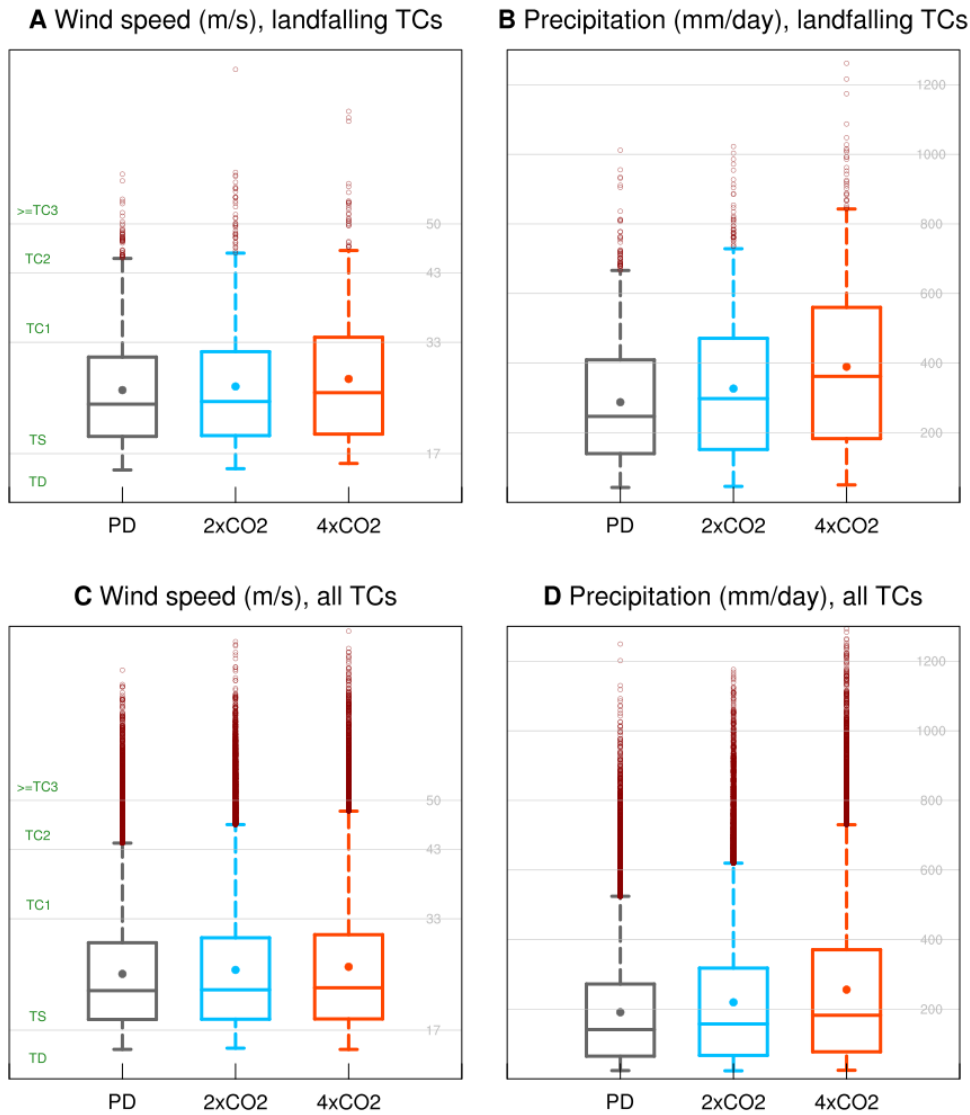 A Wind speed (m/s), landfalling TCs
>=TC3
50
TC2
43
TC1
33
TS
17
TD
PD 2xCO2 4xCO2
B Precipitation (mm/day), landfalling TCs
1200
1000
800
600
400
200
PD 2xCO2 4xCO2
C Wind speed (m/s), all TCs
>=TC3
50
TC2
43
TC1
33
TS
17
TD
PD 2xCO2 4xCO2
D Precipitation (mm/day), all TCs
1200
1000
800
600
400
200
PD 2xCO2 4xCO2